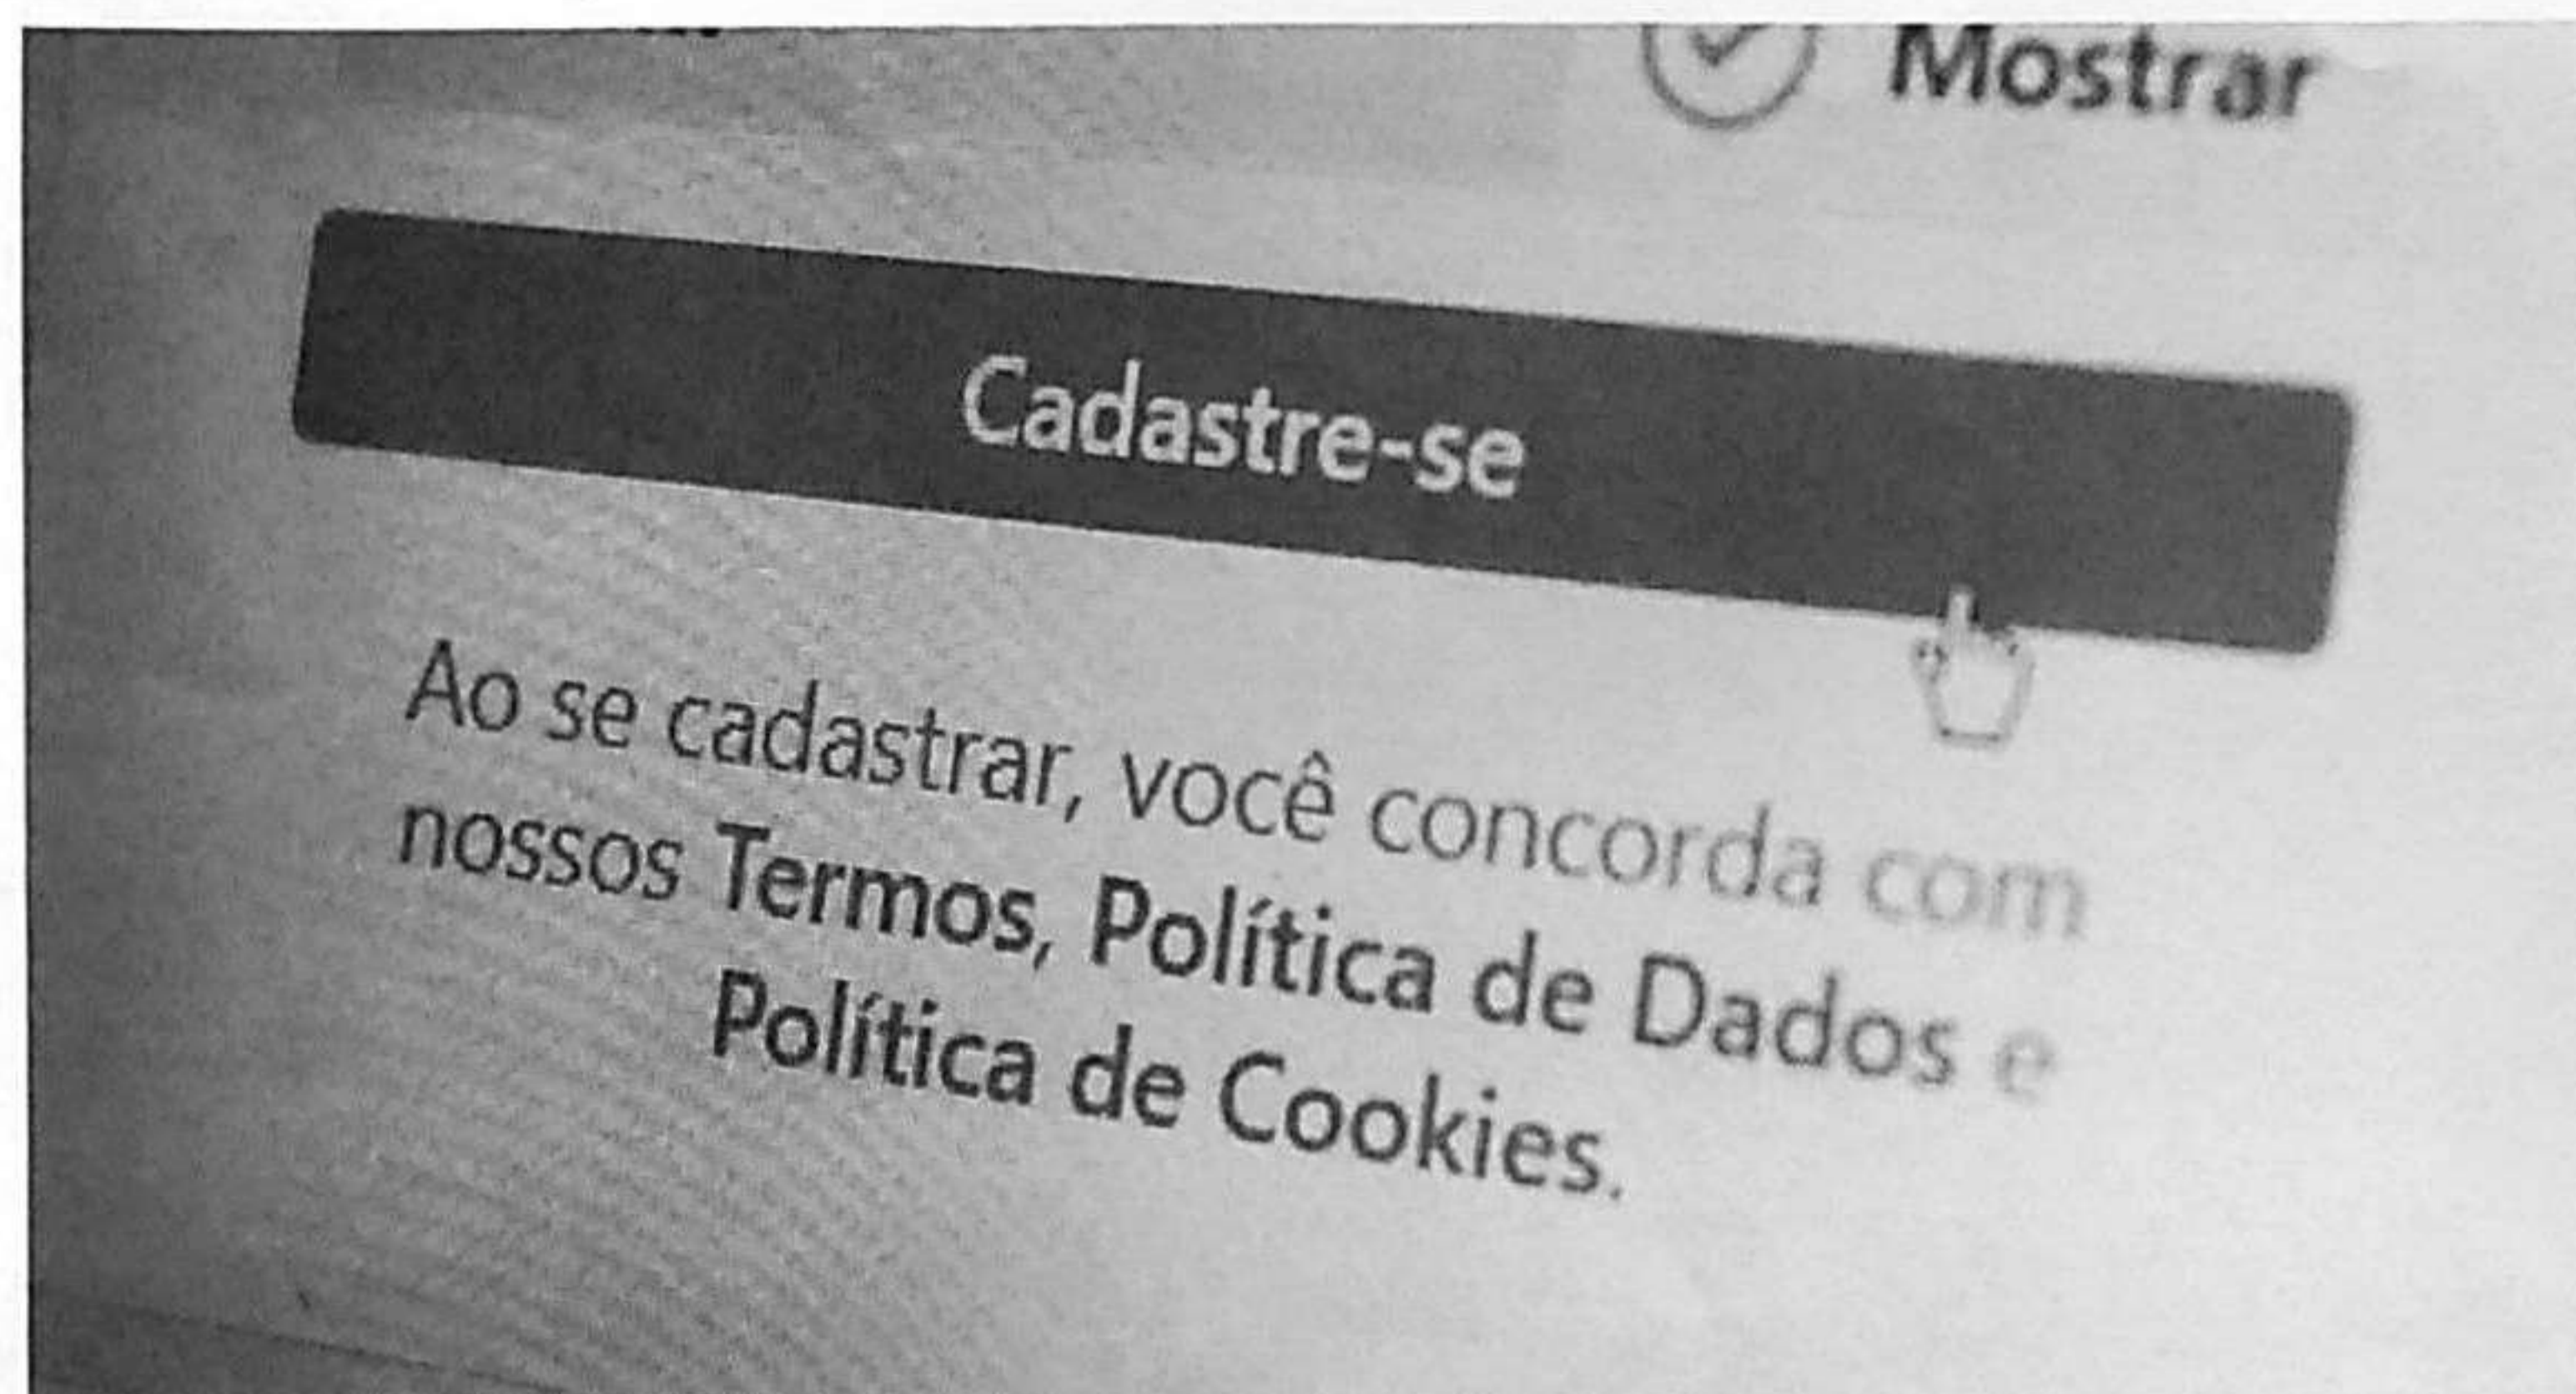 Mostrar
Cadastre-se
Ao se cadastrar, você concorda com
nossos Termos, Política de Dados e
Política de Cookies.